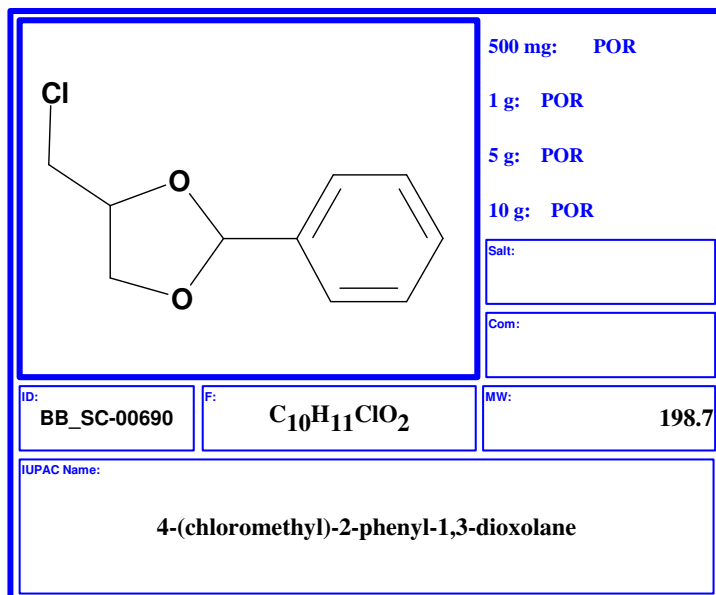 Cl
O
O
500 mg: POR
1 g: POR
5 g: POR
10 g: POR
Salt:
Com:
ID:
BB_SC-00690
F:
C10H11ClO2
MW:
198.7
IUPAC Name:
4-(chloromethyl)-2-phenyl-1,3-dioxolane